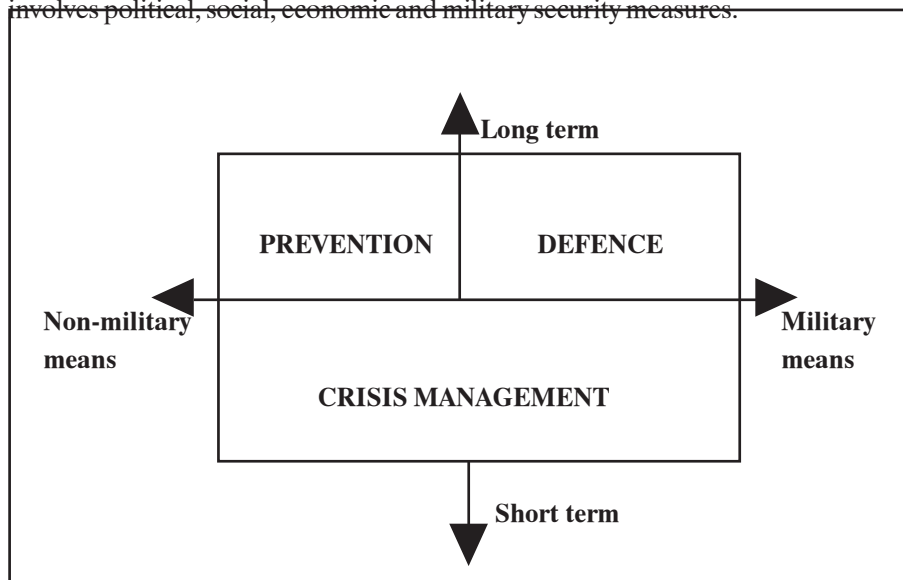 involves political, social, economic and military security measures.
Long term
PREVENTION DEFENCE
Non-military
means
Military
means
CRISIS MANAGEMENT
Short term